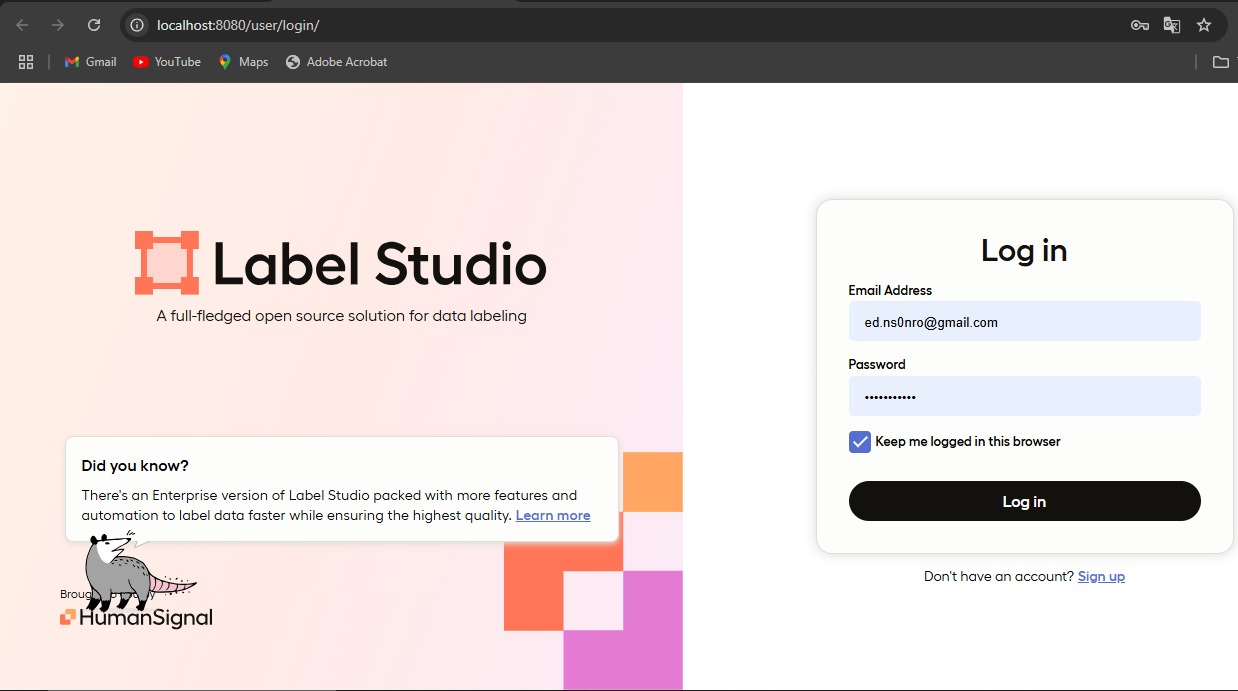 localhost:8080/user/login/
Gmail
YouTube
Maps
Adobe Acrobat
Label Studio
A full-fledged open source solution for data labeling
Did you know?
There's an Enterprise version of Label Studio packed with more features and
automation to label data faster while ensuring the highest quality. Learn more
HumanSignal
Log in
Email Address
ed.ns0nro@gmail.com
Password
•••••••••••
Keep me logged in this browser
Log in
Don't have an account? Sign up